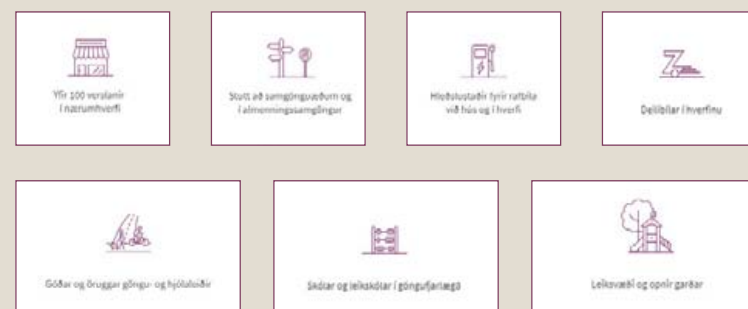 Yfir 100 verslanir
í nærumhverfi
Stutt að samgönguæðum og
í almenningssamgöngur
Hleðslustaðir fyrir rafbíla
við hús og í hverfi
Deilibílar í hverfinu
Góðar og öruggar göngu- og hjólaleiðir
Skólar og leikskólar í göngufjarlægð
Leiksvæði og opnir garðar